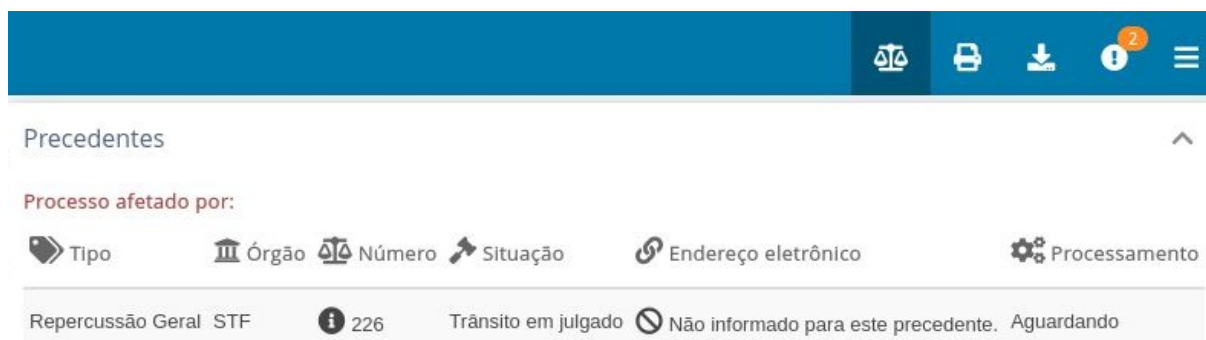 2
Precedentes
Processo afetado por:
Tipo Órgão Número Situação Endereço eletrônico Processamento
Repercussão Geral STF 226 Trânsito em julgado Não informado para este precedente. Aguardando